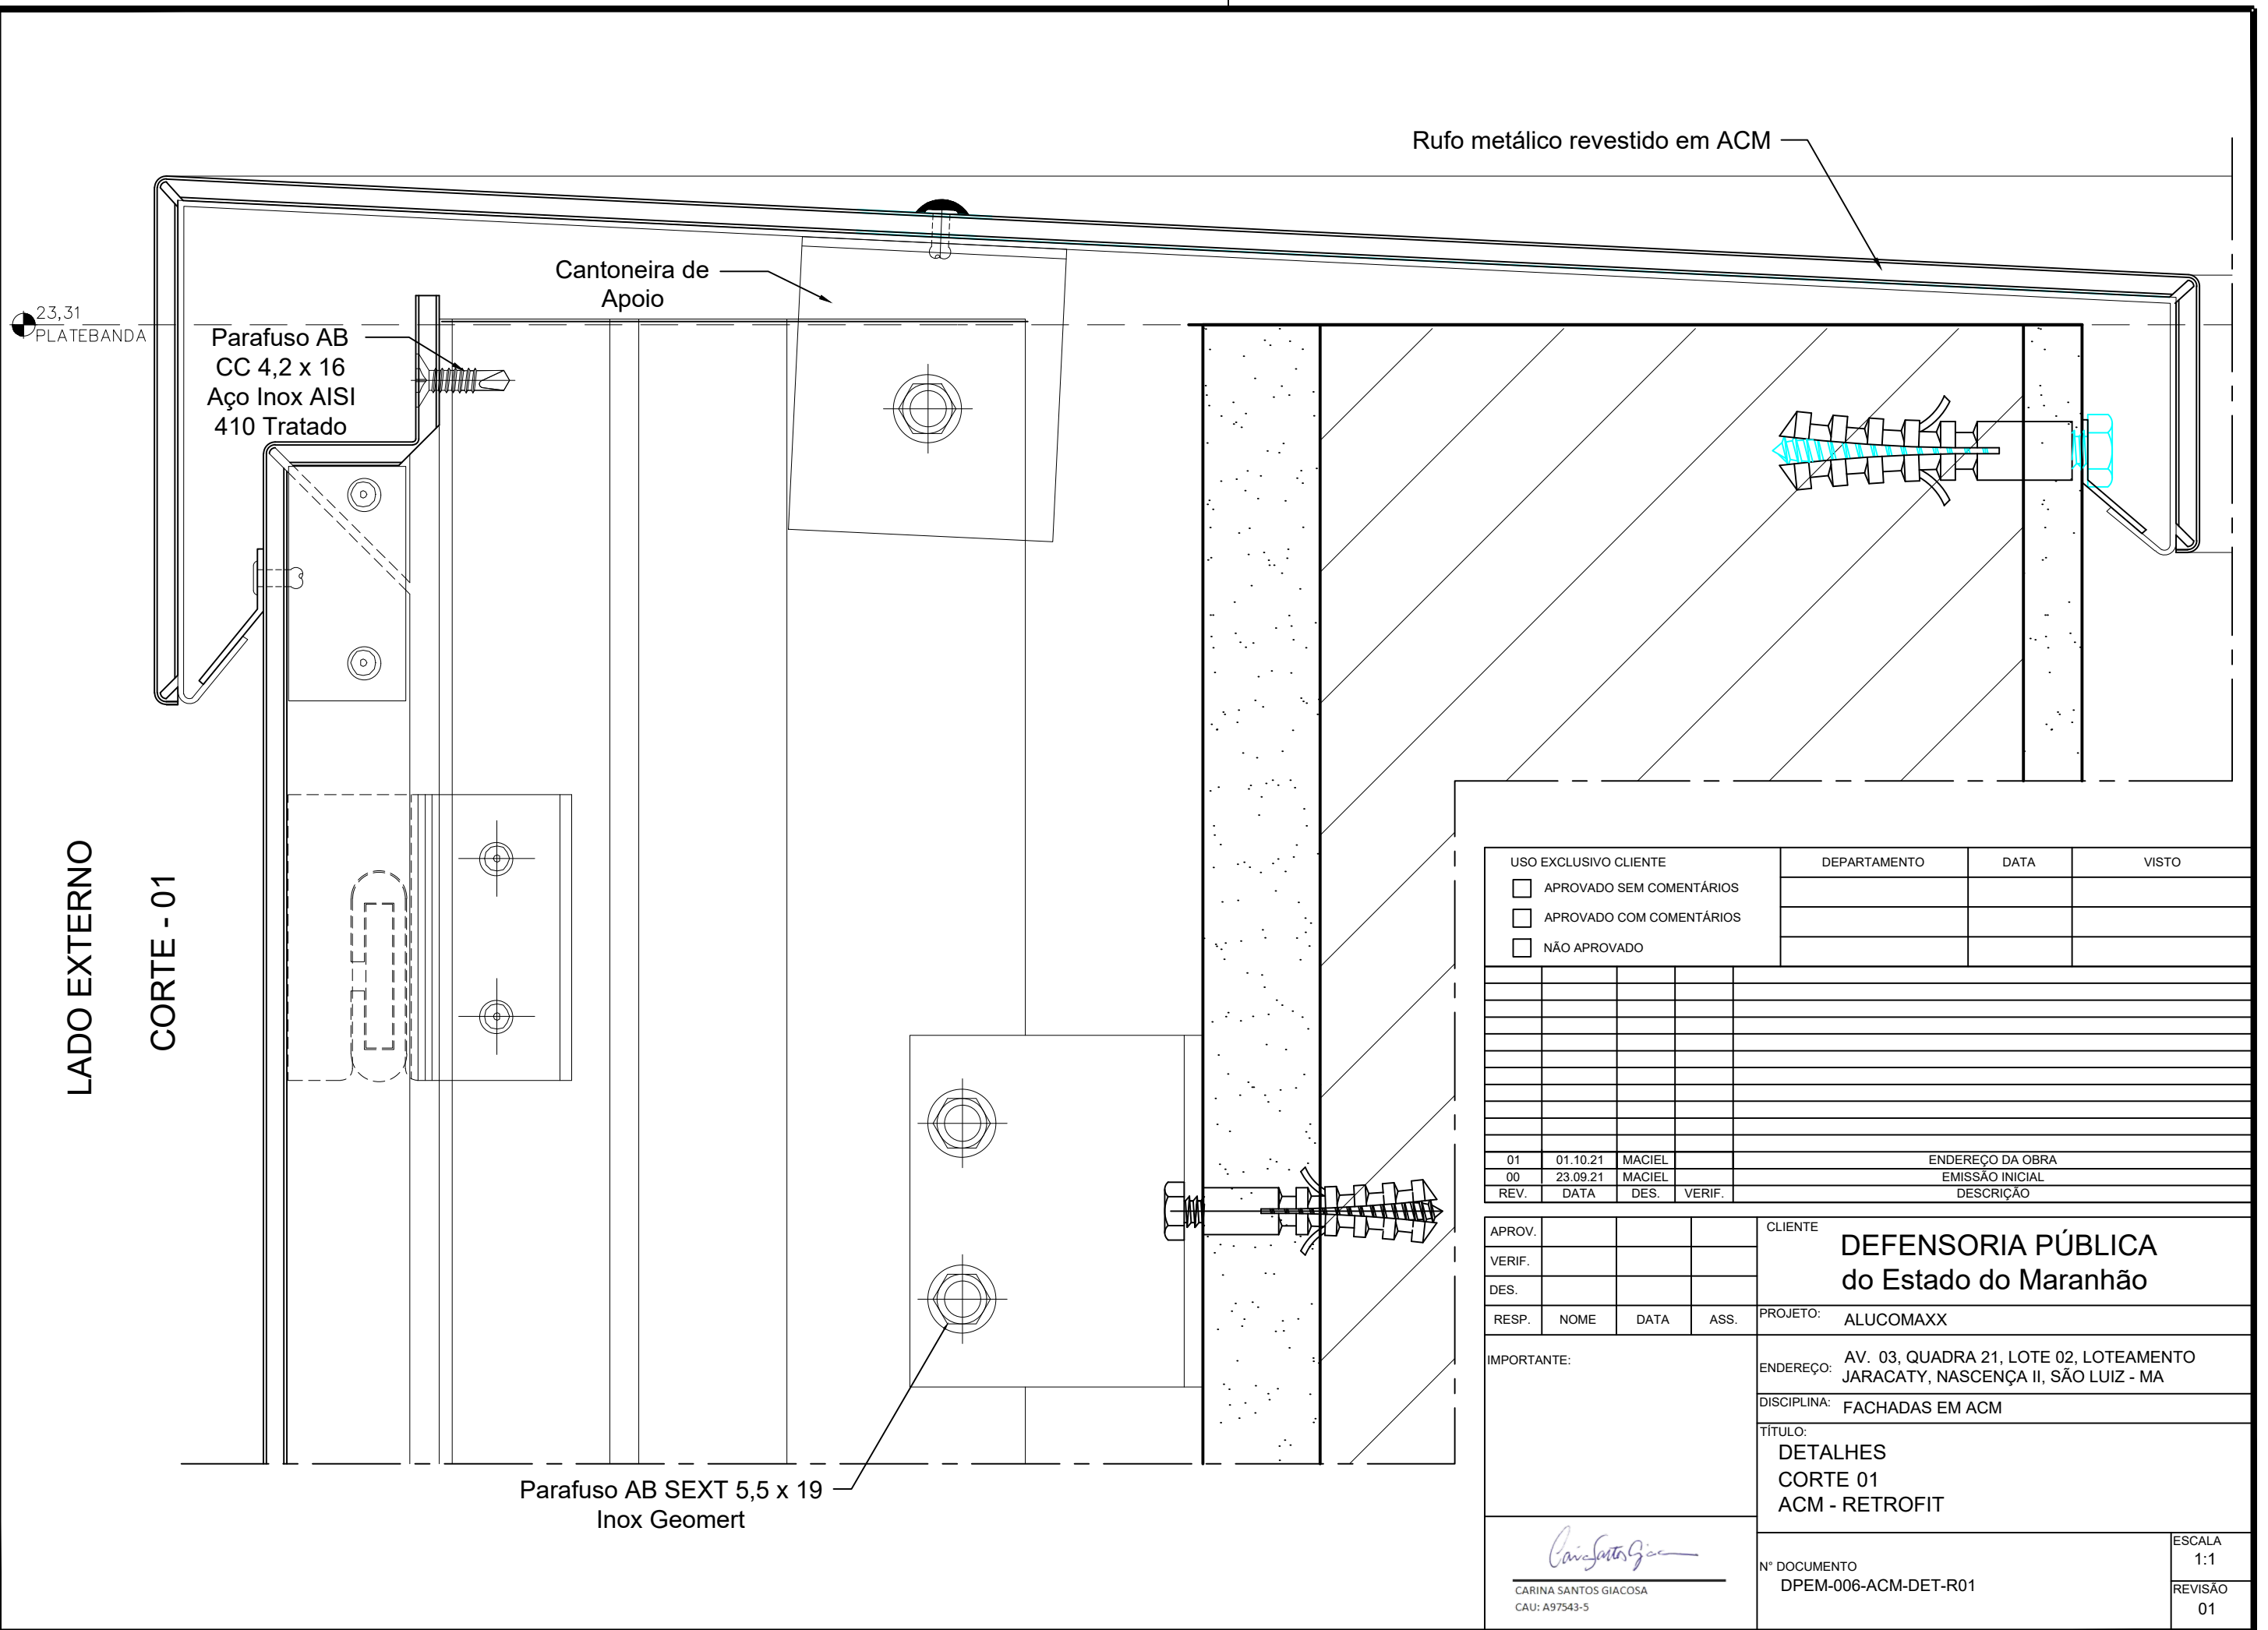 Rufo metálico revestido em ACM
Cantoneira de
Apoio
23,31
PLATEBANDA
Parafuso AB
CC 4,2 x 16
Aço Inox AISI
410 Tratado
LADO EXTERNO
CORTE - 01
Parafuso AB SEXT 5,5 x 19
Inox Geomert
USO EXCLUSIVO CLIENTE
APROVADO SEM COMENTÁRIOS
APROVADO COM COMENTÁRIOS
NÃO APROVADO
DEPARTAMENTO DATA VISTO
01 01.10.21 MACIEL ENDEREÇO DA OBRA
00 23.09.21 MACIEL EMISSÃO INICIAL
REV. DATA DES. VERIF. DESCRIÇÃO
APROV.
VERIF.
DES.
RESP. NOME DATA ASS.
IMPORTANTE:
CLIENTE
DEFENSORIA PÚBLICA
do Estado do Maranhão
PROJETO: ALUCOMAXX
ENDEREÇO: AV. 03, QUADRA 21, LOTE 02, LOTEAMENTO
JARACATY, NASCENÇA II, SÃO LUIZ - MA
DISCIPLINA: FACHADAS EM ACM
TÍTULO:
DETALHES
CORTE 01
ACM - RETROFIT
CARINA SANTOS GIACOSA
CAU: A97543-5
N° DOCUMENTO
DPEM-006-ACM-DET-R01
ESCALA
1:1
REVISÃO
01